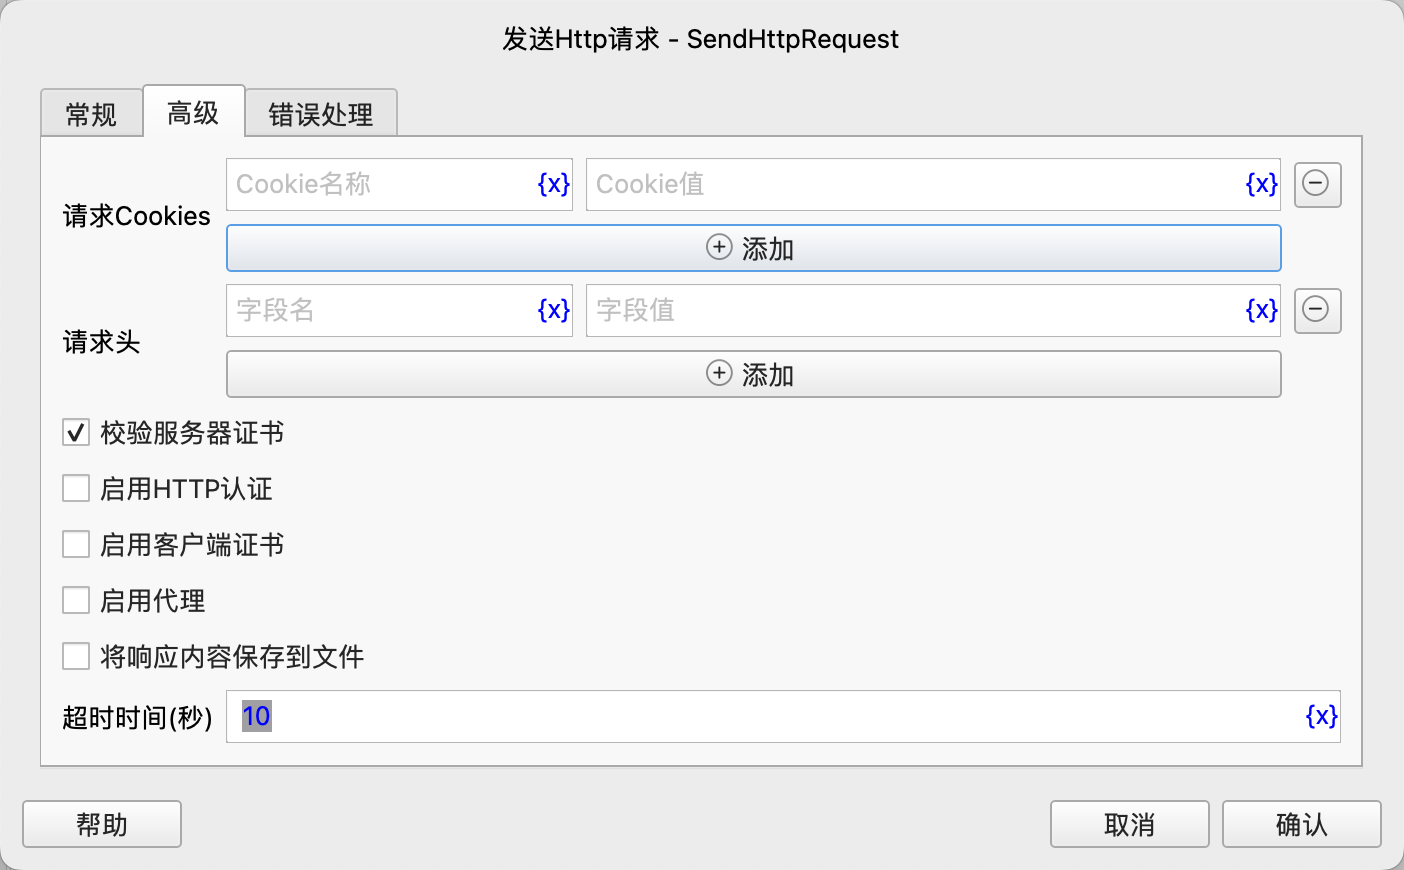 发送Http请求 - SendHttpRequest
常规 高级 错误处理
请求Cookies
Cookie名称 {x} Cookie值 {x}
添加
请求头
字段名 {x} 字段值 {x}
添加
校验服务器证书
启用HTTP认证
启用客户端证书
启用代理
将响应内容保存到文件
超时时间(秒) 10 {x}
帮助 取消 确认